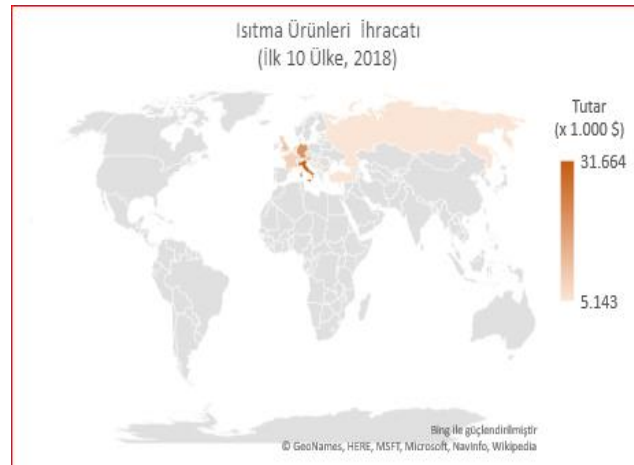 Isıtma Ürünleri İhracatı
(İlk 10 Ülke, 2018)
Tutar
(x 1.000 $)
31.664
5.143
Bing ile güçlendirilmiştir
© GeoNames, HERE, MSFT, Microsoft, NavInfo, Wikipedia